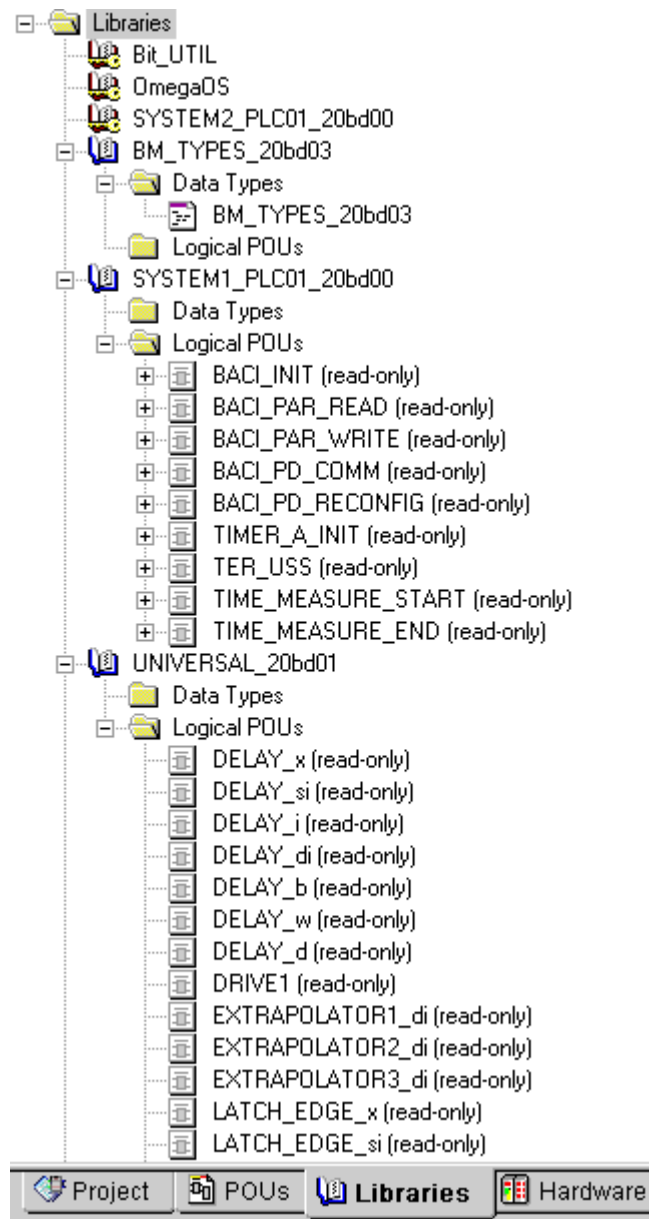 Libraries
Bit_UTIL
OmegaOS
SYSTEM2_PLC01_20bd00
BM_TYPES_20bd03
Data Types
BM_TYPES_20bd03
Logical POUs
SYSTEM1_PLC01_20bd00
Data Types
Logical POUs
BACI_INIT (read-only)
BACI_PAR_READ (read-only)
BACI_PAR_WRITE (read-only)
BACI_PD_COMM (read-only)
BACI_PD_RECONFIG (read-only)
TIMER_A_INIT (read-only)
TER_USS (read-only)
TIME_MEASURE_START (read-only)
TIME_MEASURE_END (read-only)
UNIVERSAL_20bd01
Data Types
Logical POUs
DELAY_x (read-only)
DELAY_si (read-only)
DELAY_i (read-only)
DELAY_di (read-only)
DELAY_b (read-only)
DELAY_w (read-only)
DELAY_d (read-only)
DRIVE1 (read-only)
EXTRAPOLATOR1_di (read-only)
EXTRAPOLATOR2_di (read-only)
EXTRAPOLATOR3_di (read-only)
LATCH_EDGE_x (read-only)
LATCH_EDGE_si (read-only)
Project POUs Libraries Hardware